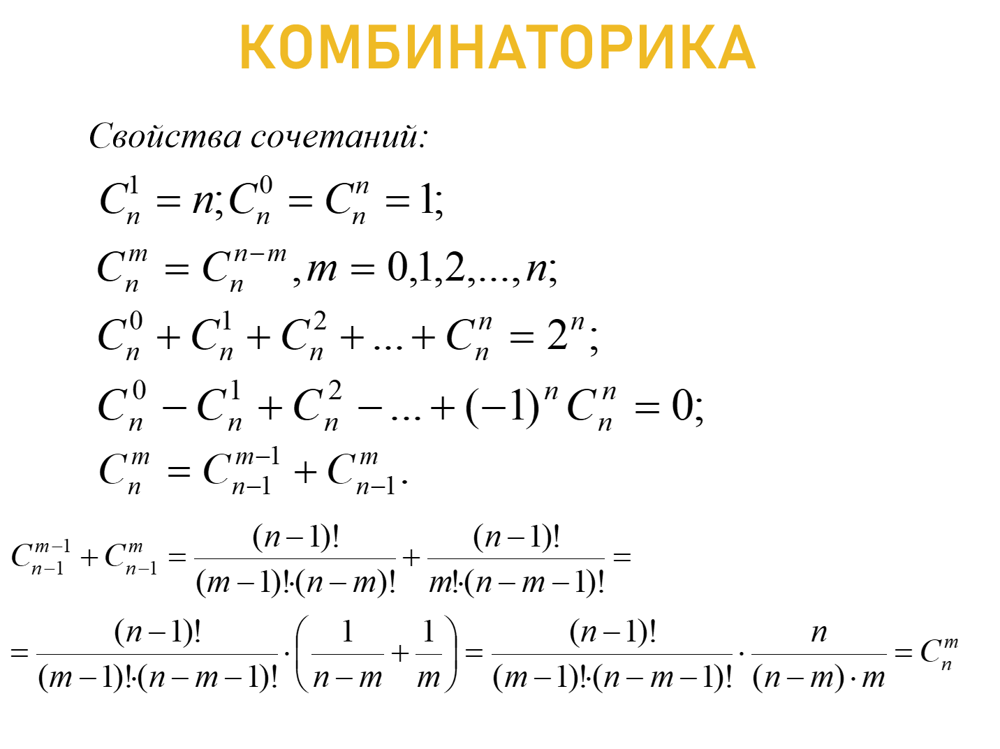 КОМБИНАТОРИКА
Свойства сочетаний:
$C_n^1 = n; C_n^0 = C_n^n = 1;$
$C_n^m = C_n^{n-m}, m = 0,1,2,...,n;$
$C_n^0 + C_n^1 + C_n^2 + ... + C_n^n = 2^n;$
$C_n^0 - C_n^1 + C_n^2 - ... + (-1)^n C_n^n = 0;$
$C_n^m = C_{n-1}^{m-1} + C_{n-1}^m.$
$C_{n-1}^{m-1} + C_{n-1}^m = \frac{(n-1)!}{(m-1)! \cdot (n-m)!} + \frac{(n-1)!}{m! \cdot (n-m-1)!} =$
$= \frac{(n-1)!}{(m-1)! \cdot (n-m-1)!} \cdot \left( \frac{1}{n-m} + \frac{1}{m} \right) = \frac{(n-1)!}{(m-1)! \cdot (n-m-1)!} \cdot \frac{n}{(n-m) \cdot m} = C_n^m$